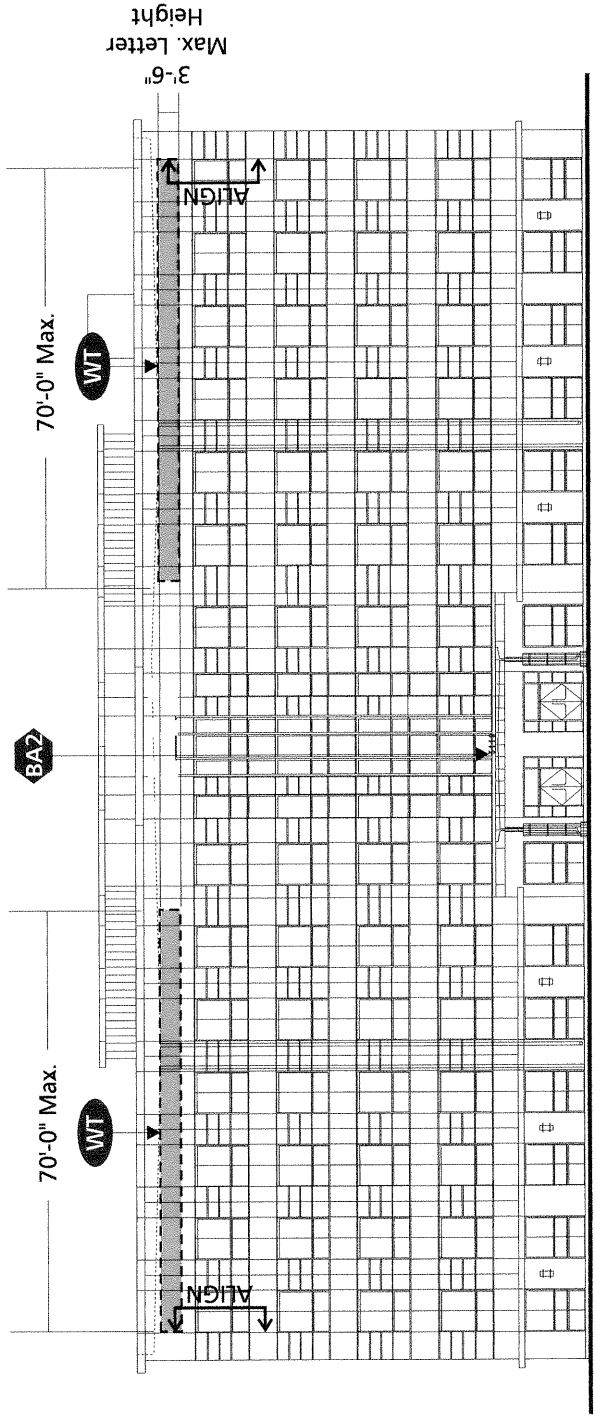 BA2
70'-0" Max.
70'-0" Max.
WT
WT
3'-6"
Max. Letter
Height
ALIGN
ALIGN